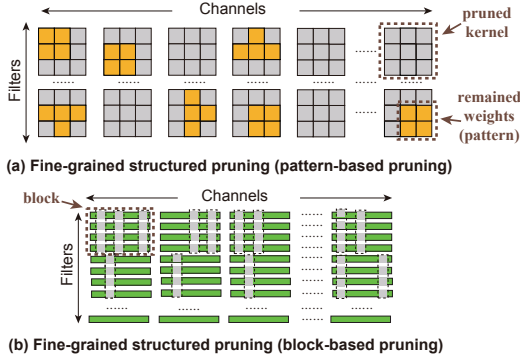 Channels
pruned
kernel
Filters
......
......
......
......
......
......
......
remained
weights
(pattern)
(a) Fine-grained structured pruning (pattern-based pruning)
block
Channels
Filters
......
......
......
......
......
......
......
......
(b) Fine-grained structured pruning (block-based pruning)